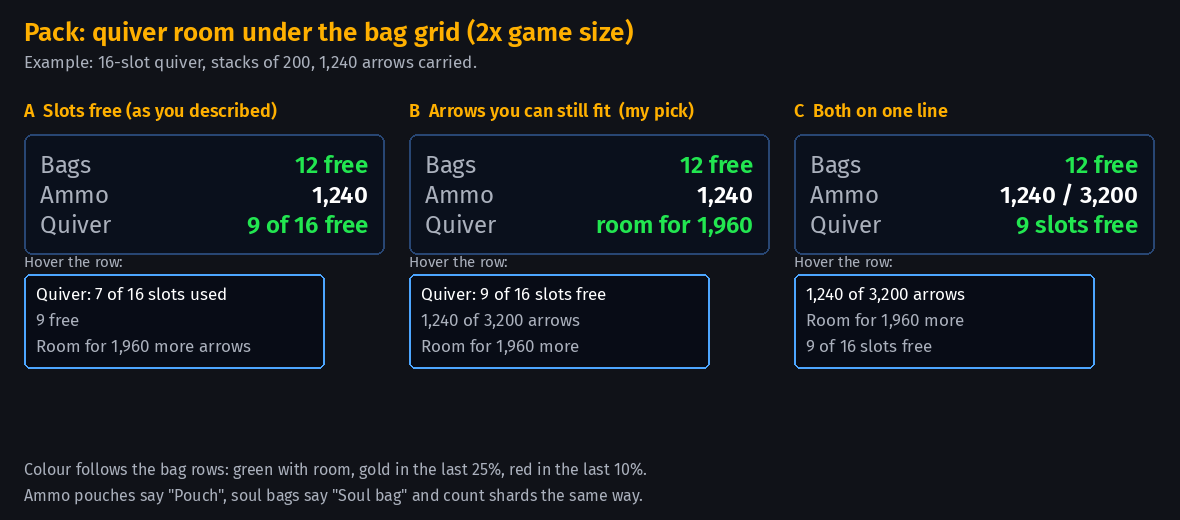 Pack: quiver room under the bag grid (2x game size)
Example: 16-slot quiver, stacks of 200, 1,240 arrows carried.
A Slots free (as you described)
Bags 12 free
Ammo 1,240
Quiver 9 of 16 free
Hover the row:
Quiver: 7 of 16 slots used
9 free
Room for 1,960 more arrows
B Arrows you can still fit (my pick)
Bags 12 free
Ammo 1,240
Quiver room for 1,960
Hover the row:
Quiver: 9 of 16 slots free
1,240 of 3,200 arrows
Room for 1,960 more
C Both on one line
Bags 12 free
Ammo 1,240 / 3,200
Quiver 9 slots free
Hover the row:
1,240 of 3,200 arrows
Room for 1,960 more
9 of 16 slots free
Colour follows the bag rows: green with room, gold in the last 25%, red in the last 10%.
Ammo pouches say "Pouch", soul bags say "Soul bag" and count shards the same way.